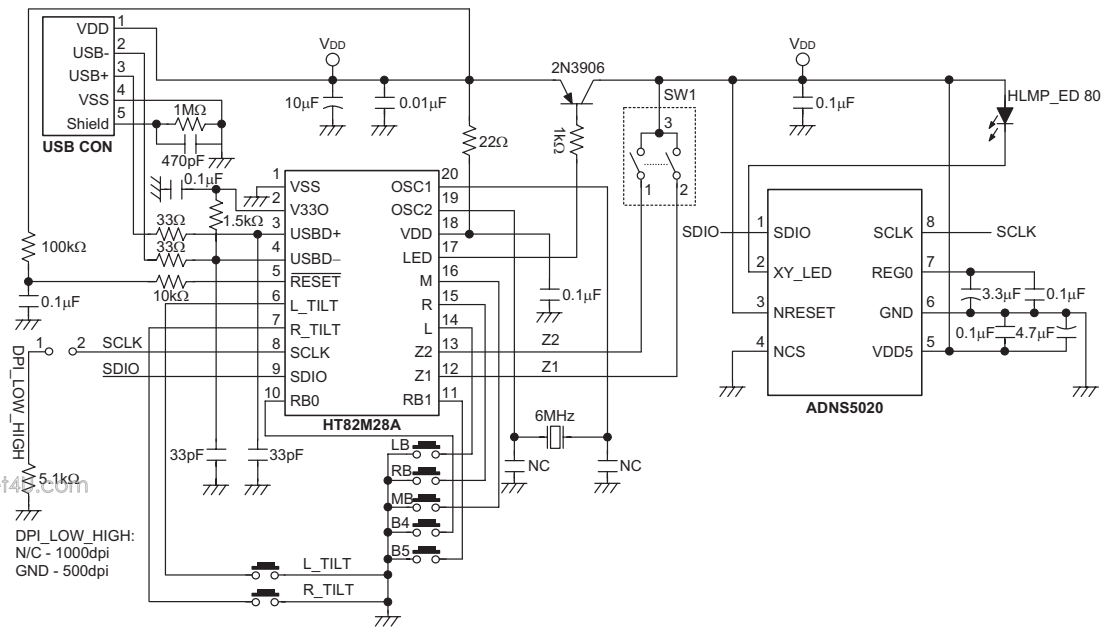 VDD 1
USB- 2
USB+ 3
VSS 4
Shield 5
USB CON
1MΩ
470pF
VDD
10μF
0.01μF
22Ω
2N3906
1kΩ
SW1
3
1
2
VDD
0.1μF
HLMP_ED 80
0.1μF
1.5kΩ
33Ω
33Ω
100kΩ
10kΩ
0.1μF
1 VSS
2 V33O
3 USBD+
4 USBD–
5 RESET
6 L_TILT
7 R_TILT
8 SCLK
9 SDIO
10 RB0
OSC1 20
OSC2 19
VDD 18
LED 17
M 16
R 15
L 14
Z2 13
Z1 12
RB1 11
HT82M28A
0.1μF
Z2
Z1
SDIO
1 SDIO
2 XY_LED
3 NRESET
4 NCS
SCLK 8
REG0 7
GND 6
VDD5 5
SCLK
ADNS5020
3.3μF
0.1μF
0.1μF
4.7μF
1
2
SCLK
SDIO
DPI_LOW_HIGH
5.1kΩ
33pF
33pF
6MHz
NC
NC
LB
RB
MB
B4
B5
L_TILT
R_TILT
DPI_LOW_HIGH:
N/C - 1000dpi
GND - 500dpi